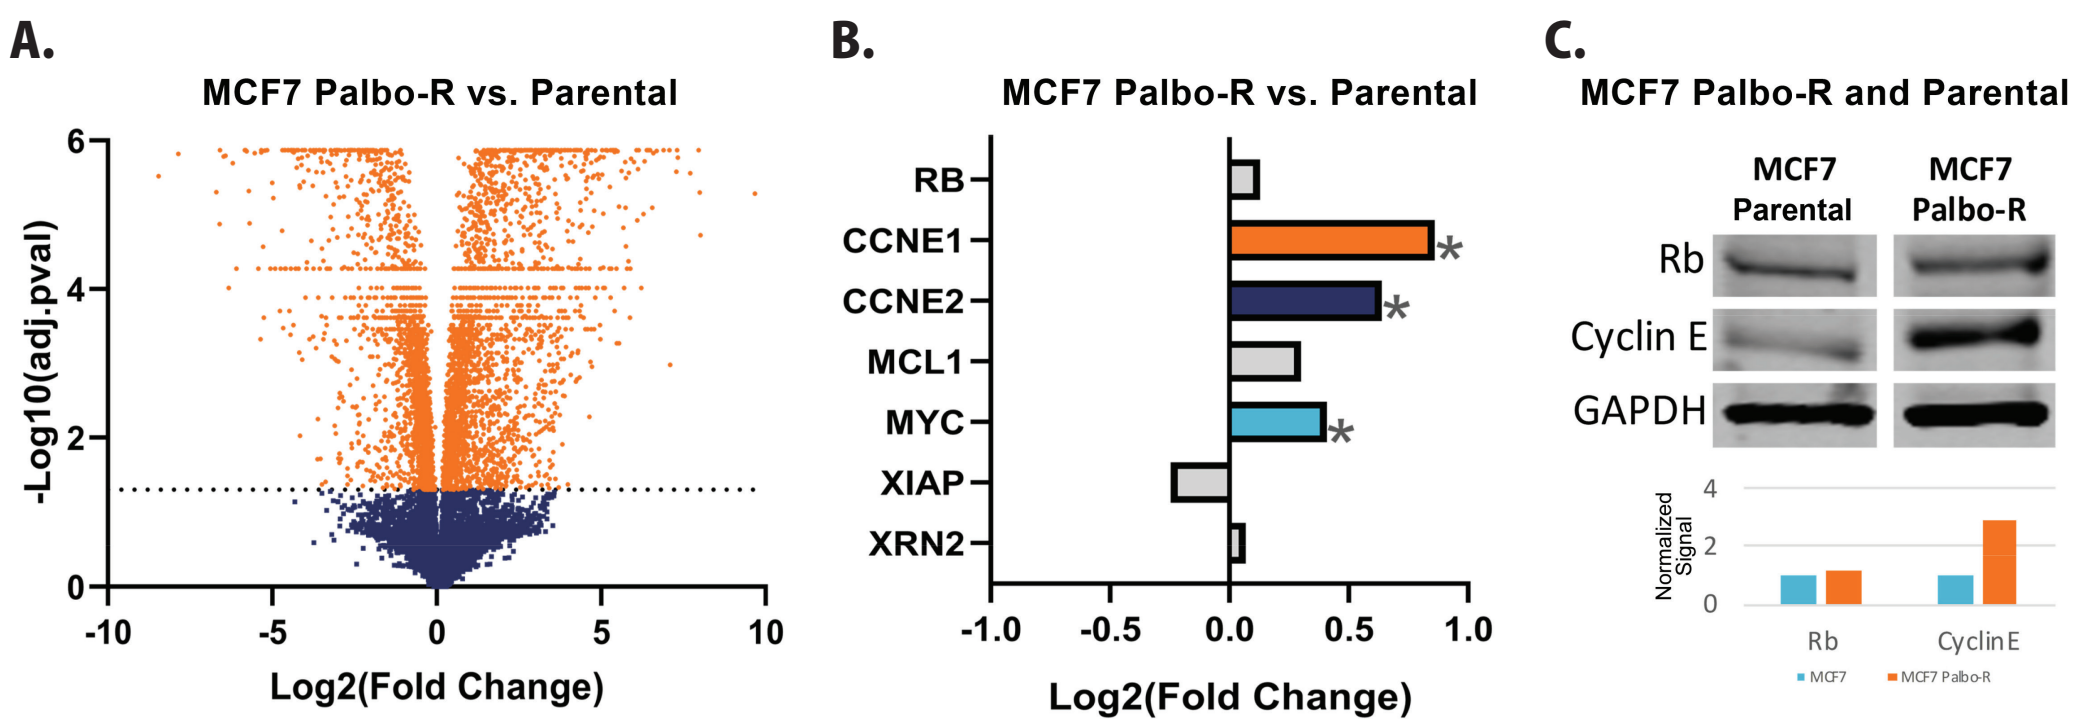 A.
MCF7 Palbo-R vs. Parental
-Log10(adj.pval)
6
4
2
0
-10 -5 0 5 10
Log2(Fold Change)
B.
MCF7 Palbo-R vs. Parental
RB
CCNE1 *
CCNE2 *
MCL1
MYC *
XIAP
XRN2
-1.0 -0.5 0.0 0.5 1.0
Log2(Fold Change)
C.
MCF7 Palbo-R and Parental
MCF7
Parental
MCF7
Palbo-R
Rb
Cyclin E
GAPDH
Normalized
Signal
4
2
0
Rb CyclinE
MCF7 MCF7 Palbo-R